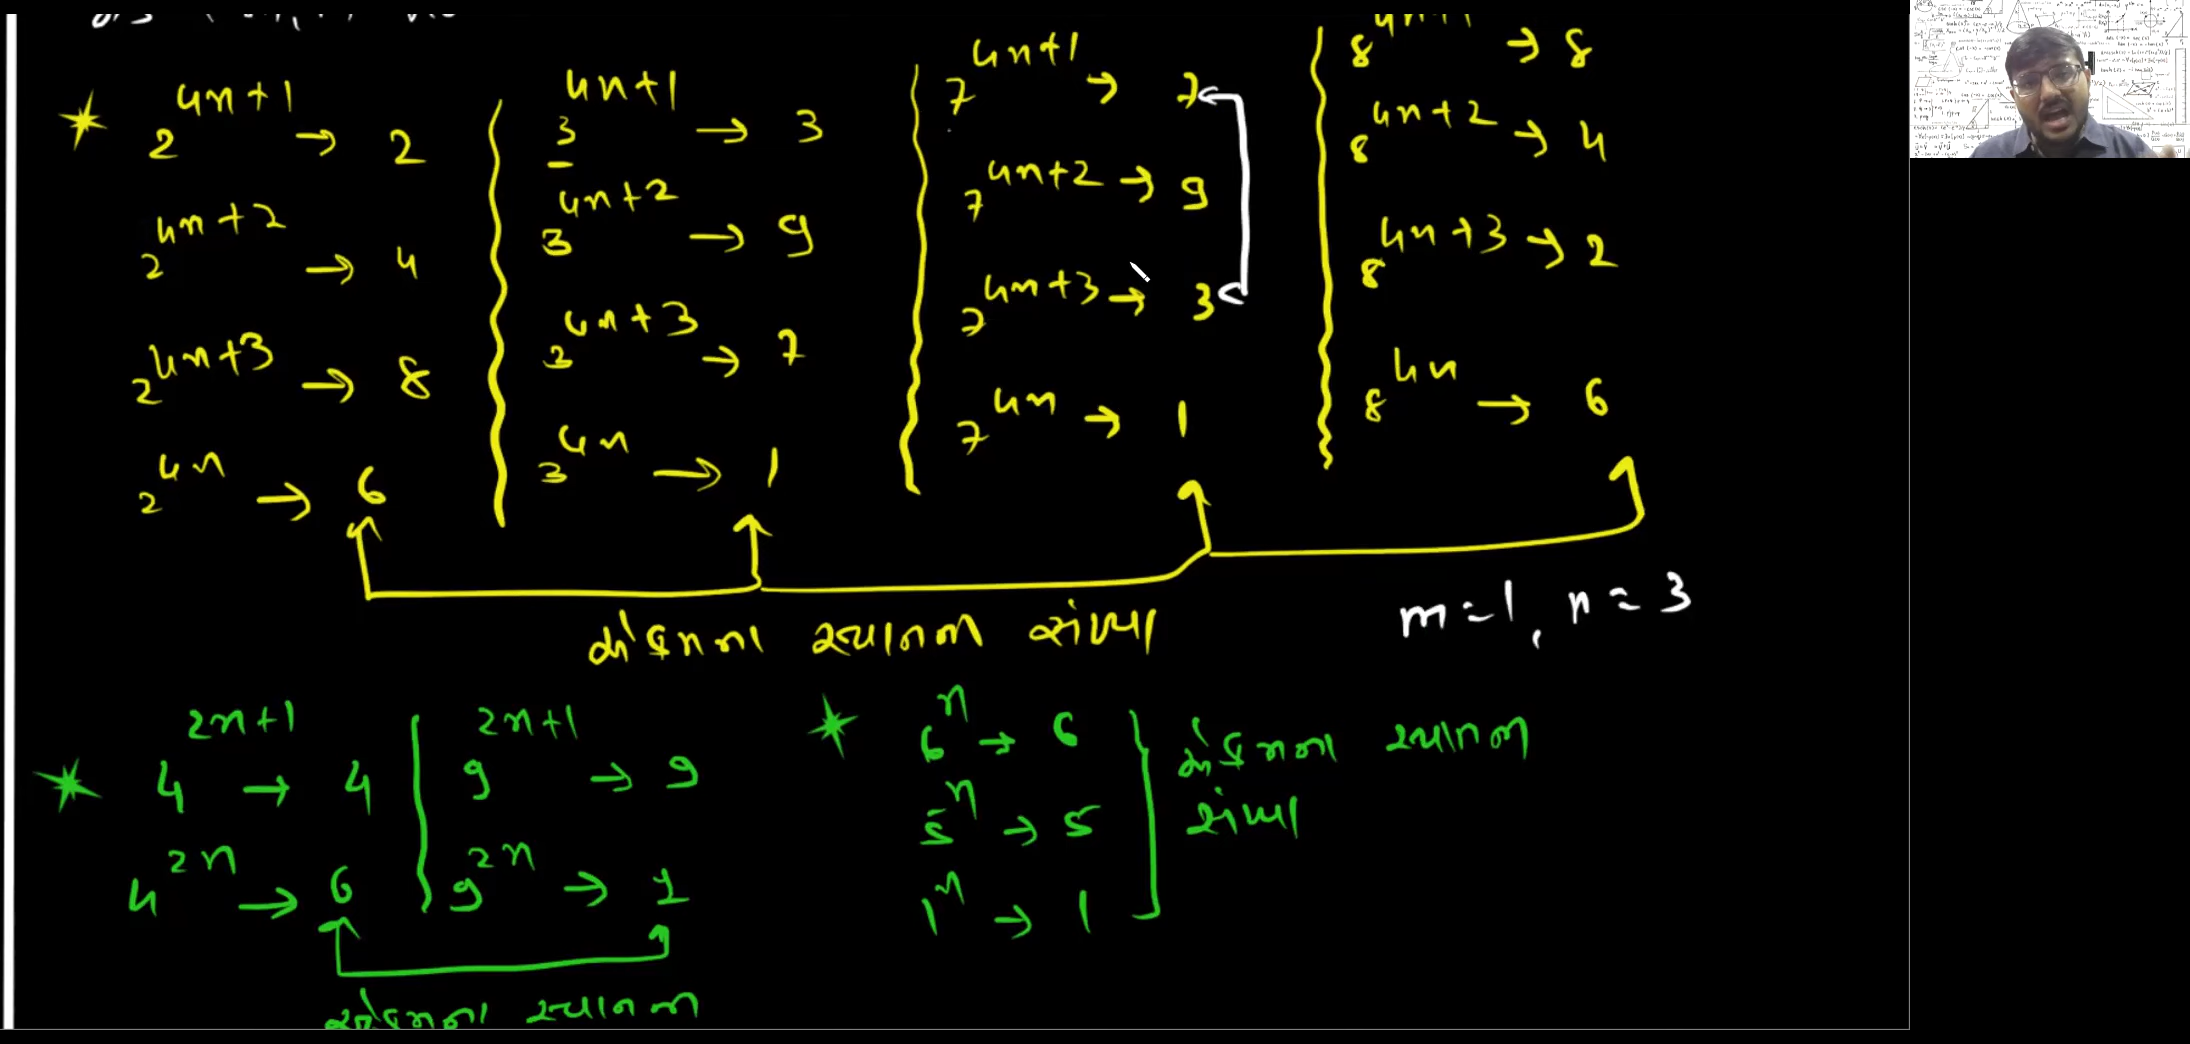 2^{4n+1} → 2
2^{4n+2} → 4
2^{4n+3} → 8
2^{4n} → 6
3^{4n+1} → 3
3^{4n+2} → 9
3^{4n+3} → 7
3^{4n} → 1
7^{4n+1} → 7
7^{4n+2} → 9
7^{4n+3} → 3
7^{4n} → 1
8^{4n+1} → 8
8^{4n+2} → 4
8^{4n+3} → 2
8^{4n} → 6
એકમના સ્થાનની સંખ્યા
m = 1, n = 3
4^{2n+1} → 4
4^{2n} → 6
9^{2n+1} → 9
9^{2n} → 1
એકમના સ્થાનની
6^n → 6
5^n → 5
1^n → 1
એકમના સ્થાનની
સંખ્યા